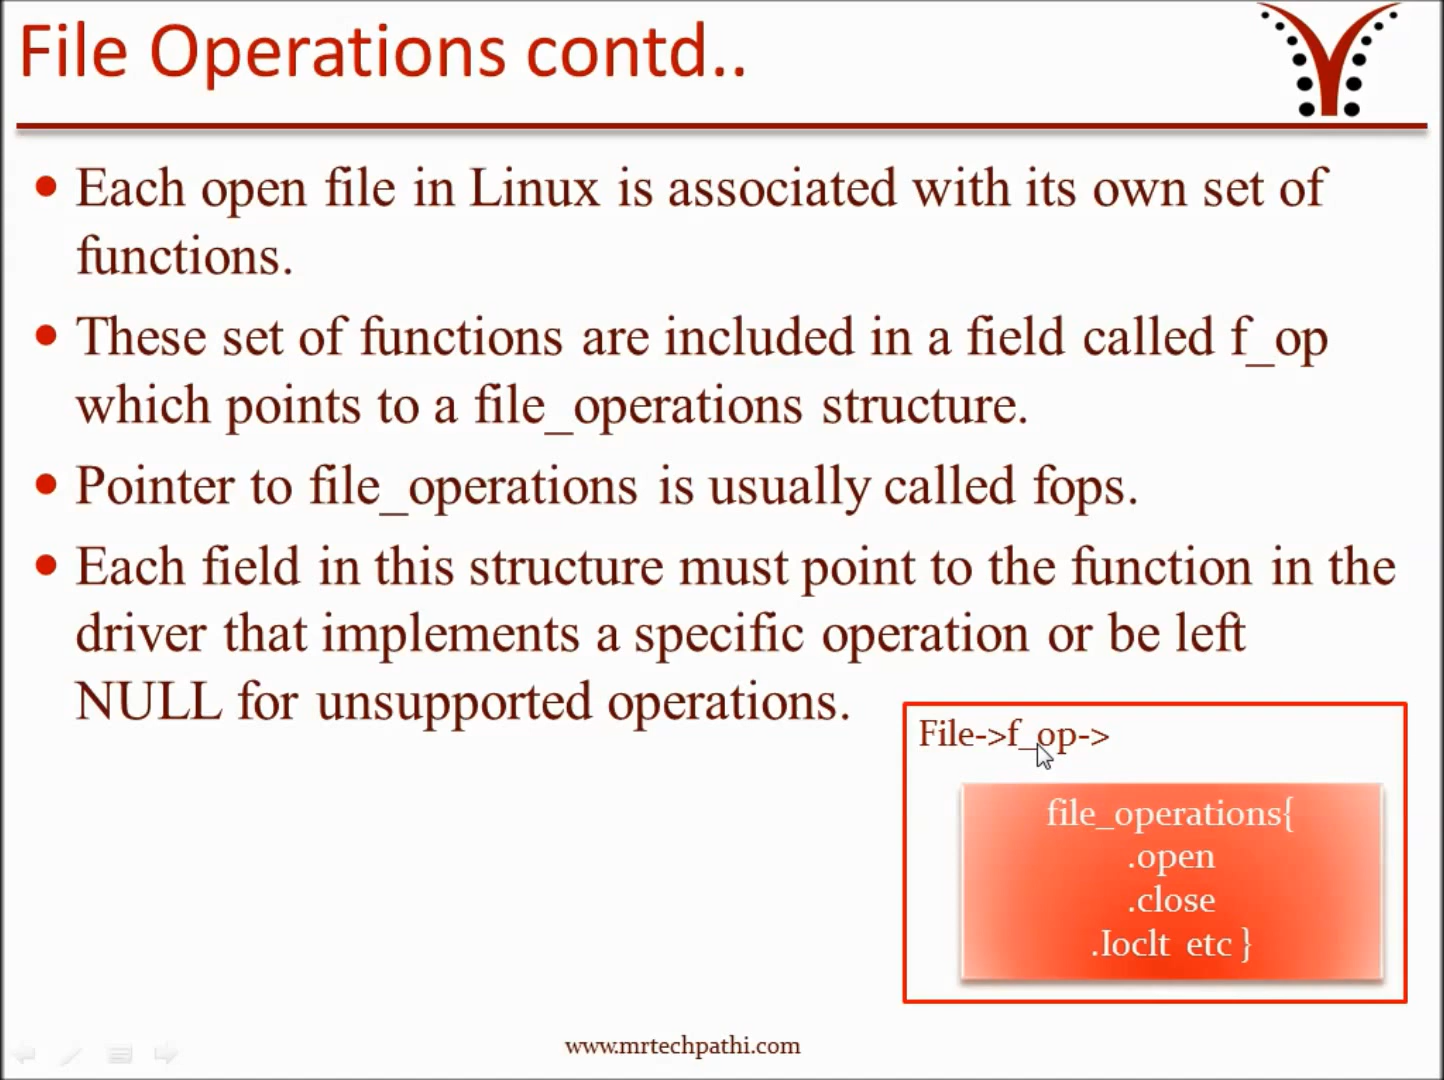 File Operations contd..
Each open file in Linux is associated with its own set of
functions.
These set of functions are included in a field called f_op
which points to a file_operations structure.
Pointer to file_operations is usually called fops.
Each field in this structure must point to the function in the
driver that implements a specific operation or be left
NULL for unsupported operations.
File->f_op->
file_operations{
.open
.close
.Ioclt etc }
www.mrtechpathi.com